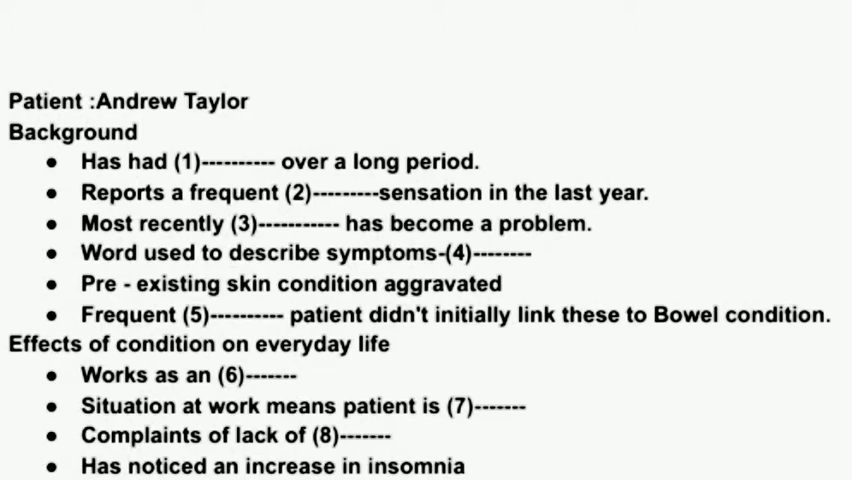 Patient :Andrew Taylor
Background
● Has had (1)---------- over a long period.
● Reports a frequent (2)---------sensation in the last year.
● Most recently (3)----------- has become a problem.
● Word used to describe symptoms-(4)--------
● Pre - existing skin condition aggravated
● Frequent (5)---------- patient didn't initially link these to Bowel condition.
Effects of condition on everyday life
● Works as an (6)-------
● Situation at work means patient is (7)-------
● Complaints of lack of (8)-------
● Has noticed an increase in insomnia